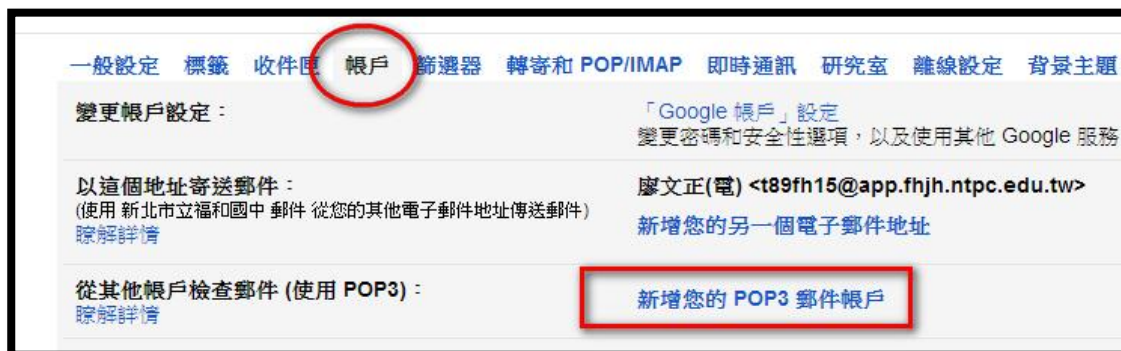 一般設定 標籤 收件匣 帳戶 篩選器 轉寄和 POP/IMAP 即時通訊 研究室 離線設定 背景主題
變更帳戶設定：
「Google 帳戶」設定
變更密碼和安全性選項，以及使用其他 Google 服務
以這個地址寄送郵件：
(使用 新北市立福和國中 郵件 從您的其他電子郵件地址傳送郵件)
瞭解詳情
廖文正(電) <t89fh15@app.fhjh.ntpc.edu.tw>
新增您的另一個電子郵件地址
從其他帳戶檢查郵件 (使用 POP3)：
瞭解詳情
新增您的 POP3 郵件帳戶